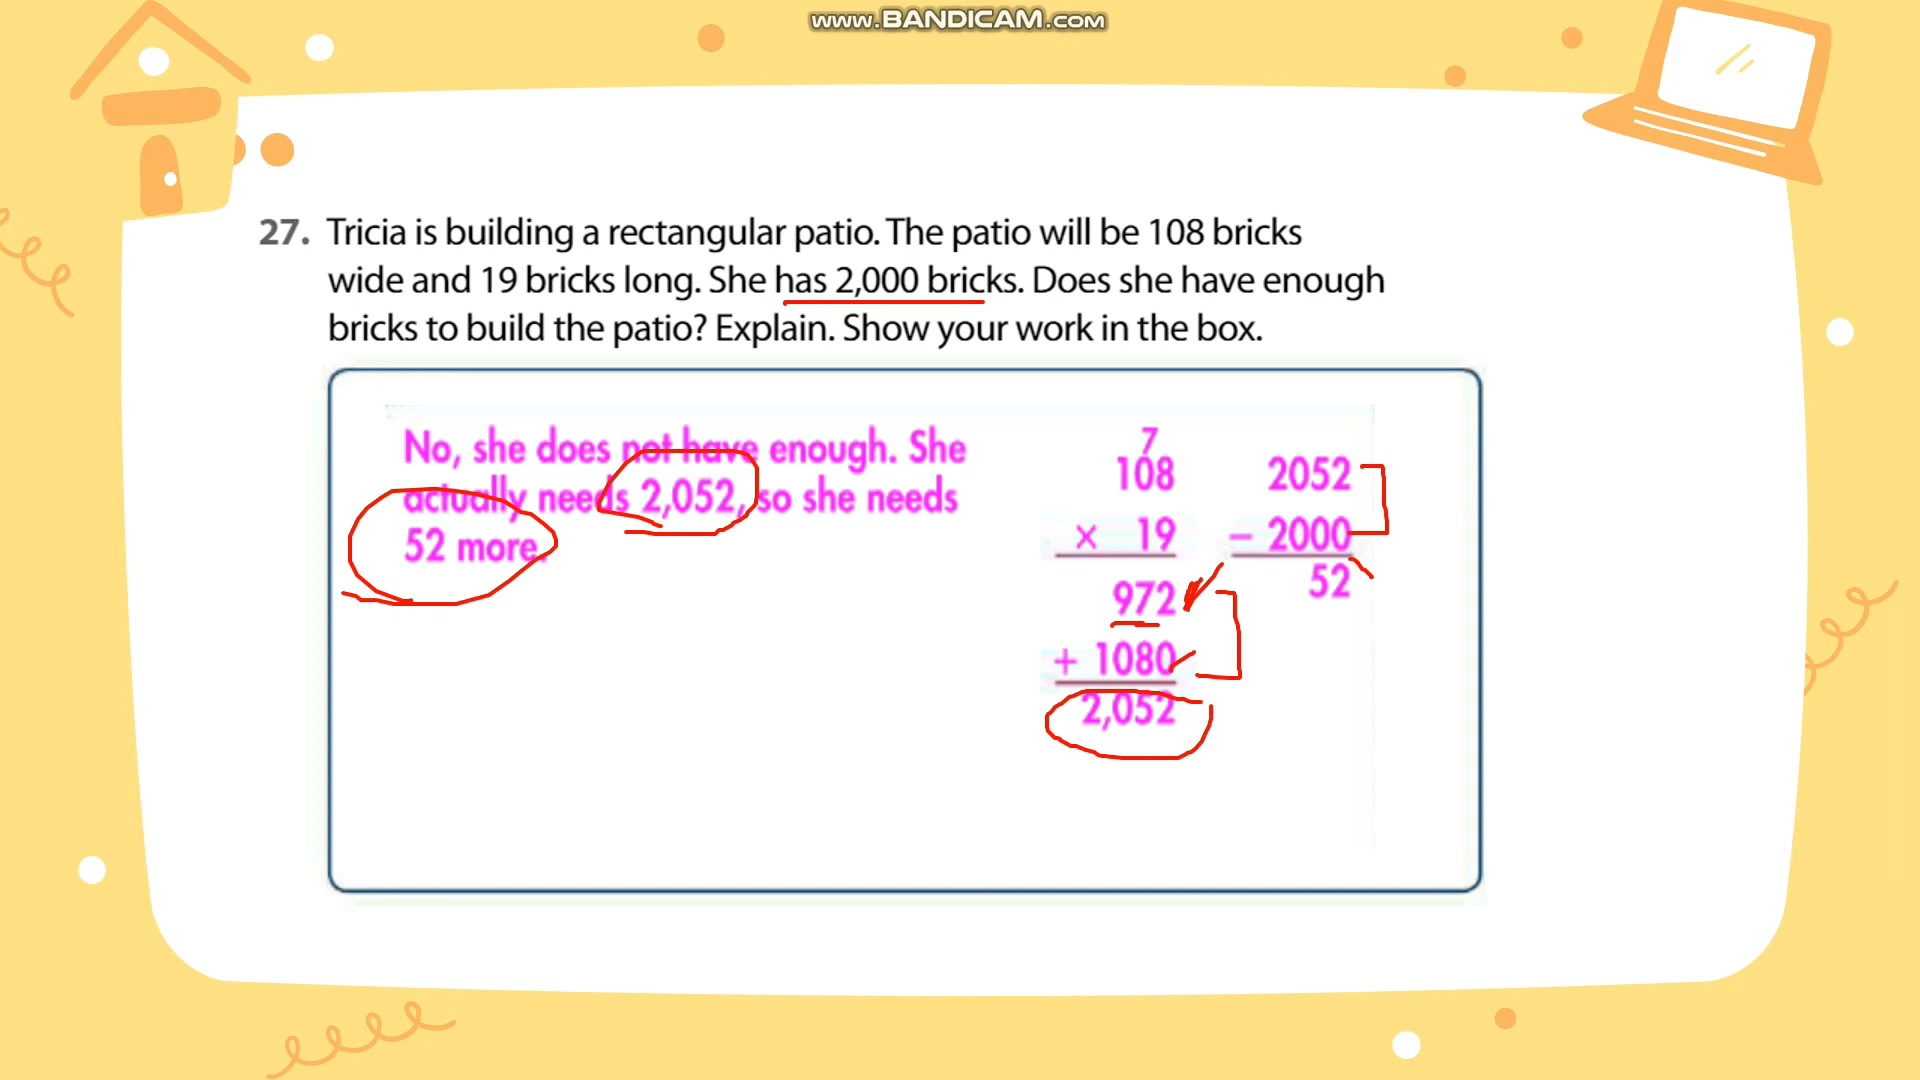 www.BANDICAM.com
27. Tricia is building a rectangular patio. The patio will be 108 bricks
wide and 19 bricks long. She has 2,000 bricks. Does she have enough
bricks to build the patio? Explain. Show your work in the box.
No, she does not have enough. She
actually needs 2,052, so she needs
52 more.
7
108
× 19
972
+ 1080
2,052
2052
− 2000
52